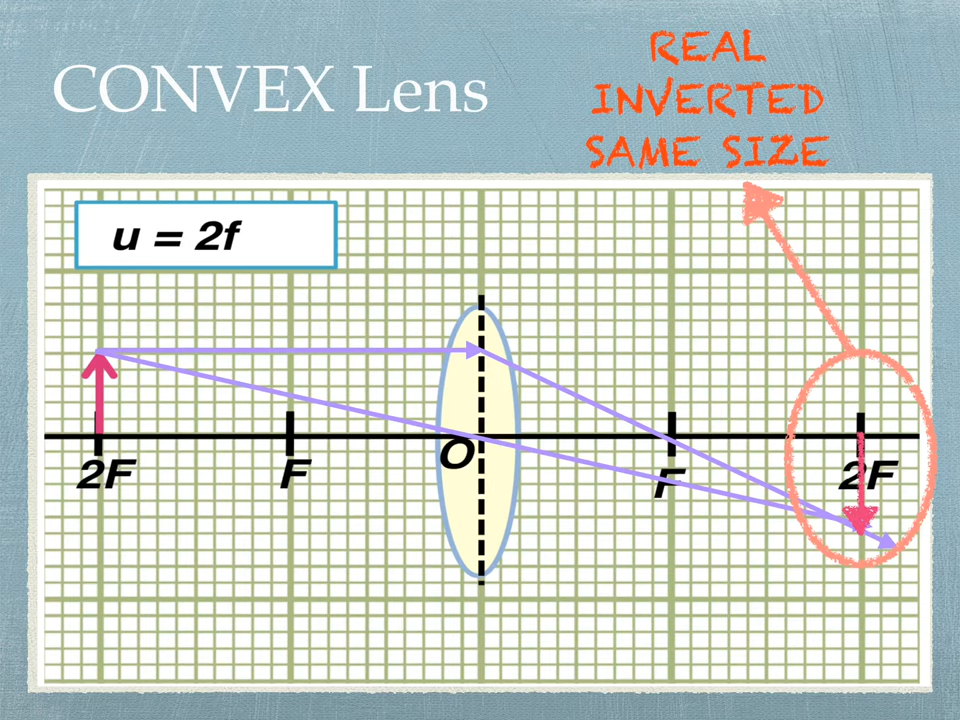 CONVEX Lens
REAL
INVERTED
SAME SIZE
u = 2f
2F
F
O
F
2F